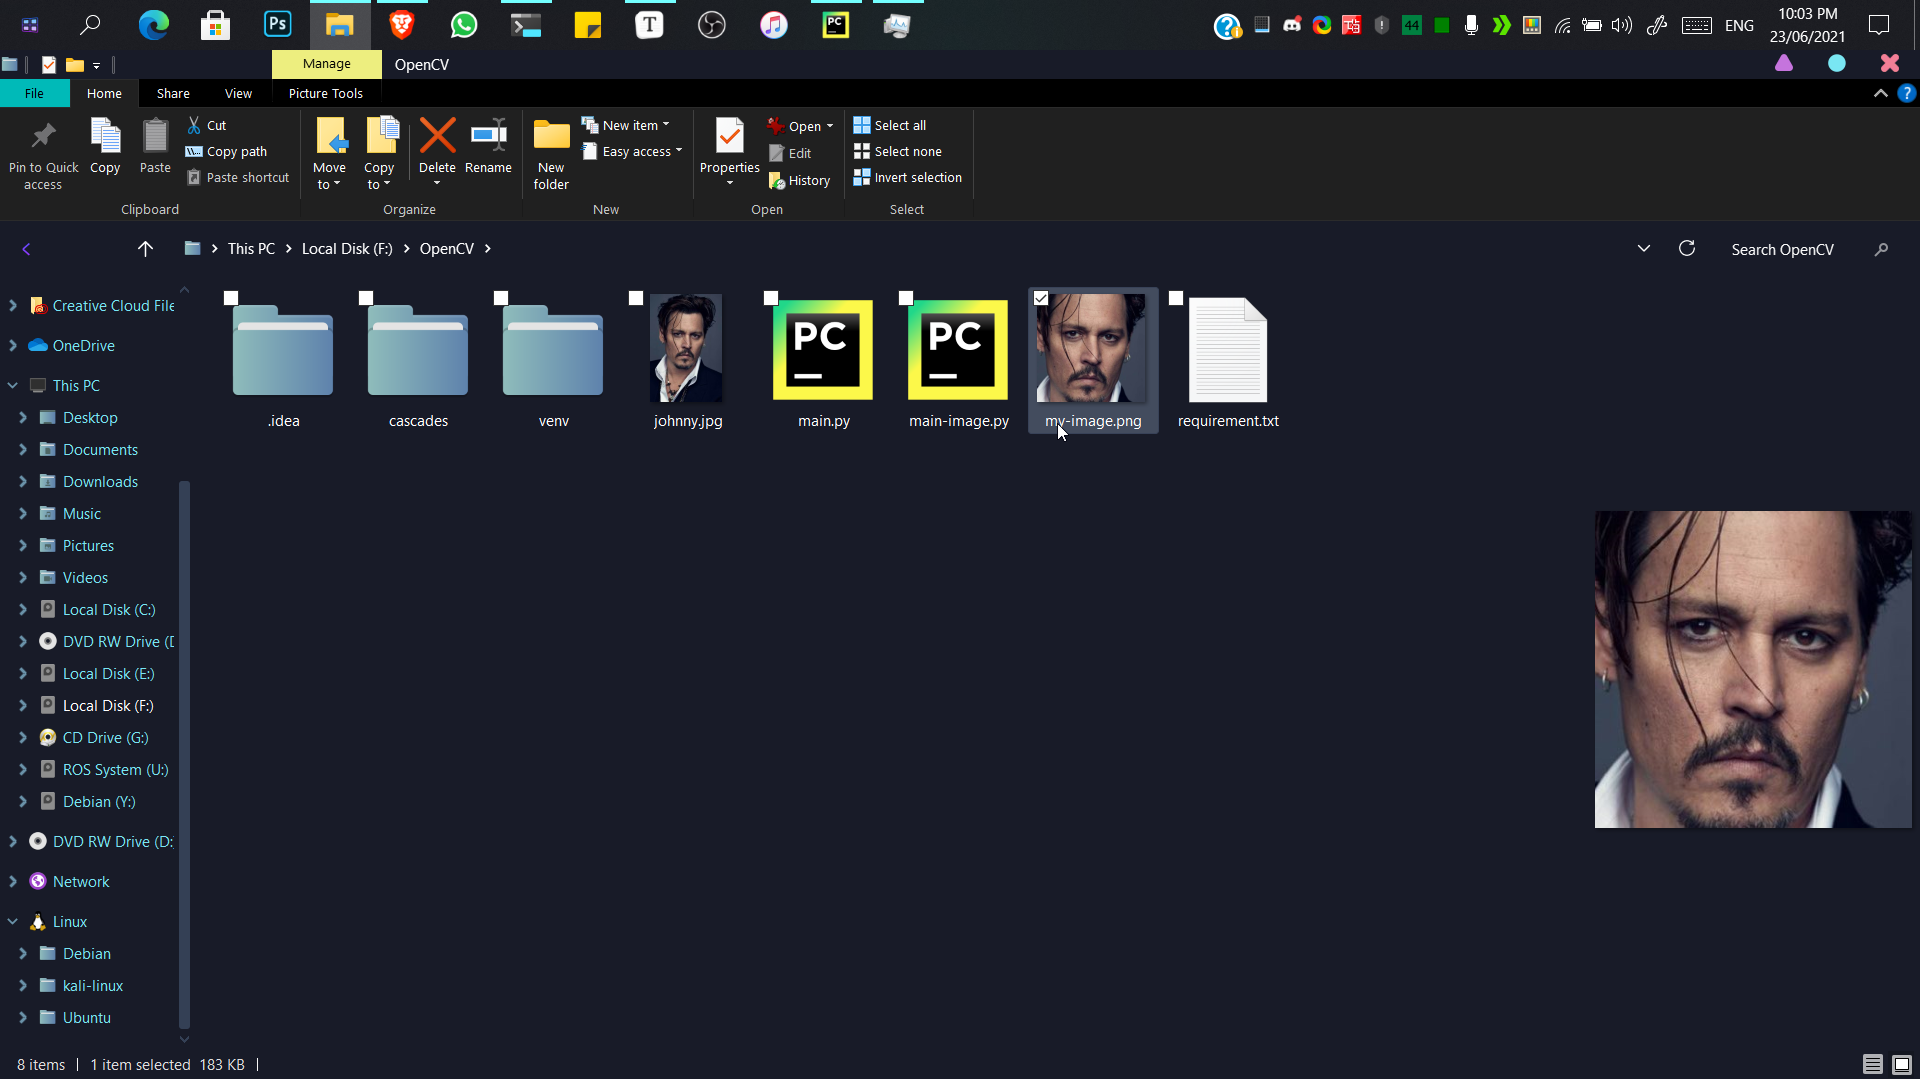 Ps
T
PC
44
ENG
10:03 PM
23/06/2021
Manage
OpenCV
File
Home
Share
View
Picture Tools
Pin to Quick
access
Copy
Paste
Cut
Copy path
Paste shortcut
Clipboard
Move
to
Copy
to
Delete
Rename
Organize
New
folder
New item
Easy access
New
Properties
Open
Edit
History
Open
Select all
Select none
Invert selection
Select
This PC
Local Disk (F:)
OpenCV
Search OpenCV
Creative Cloud File
OneDrive
This PC
Desktop
Documents
Downloads
Music
Pictures
Videos
Local Disk (C:)
DVD RW Drive (D
Local Disk (E:)
Local Disk (F:)
CD Drive (G:)
ROS System (U:)
Debian (Y:)
DVD RW Drive (D:
Network
Linux
Debian
kali-linux
Ubuntu
.idea
cascades
venv
johnny.jpg
PC
main.py
PC
main-image.py
my-image.png
requirement.txt
8 items
1 item selected 183 KB